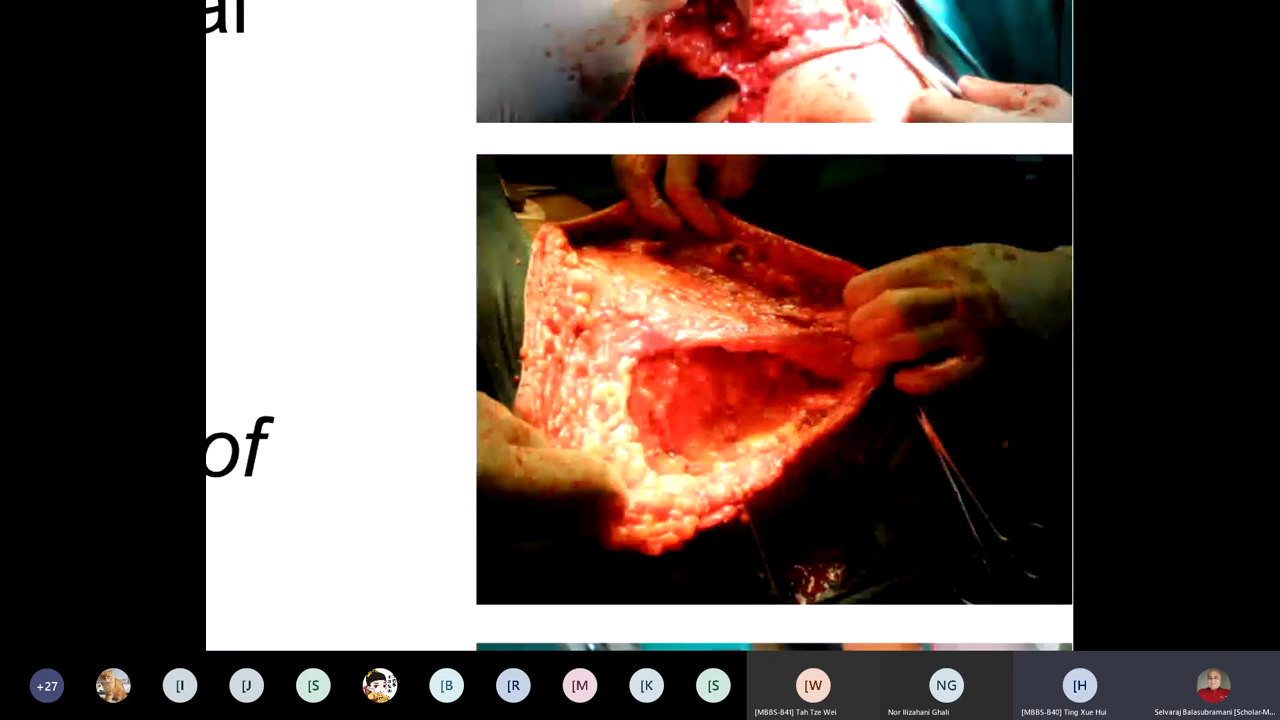 al
of
+27
[I
[J
[S
[B
[R
[M
[K
[S
[W
NG
[H
[MBBS-B41] Tah Tze Wei
Nor Ilizahani Ghali
[MBBS-B40] Ting Xue Hui
Selvaraj Balasubramani [Scholar-M...